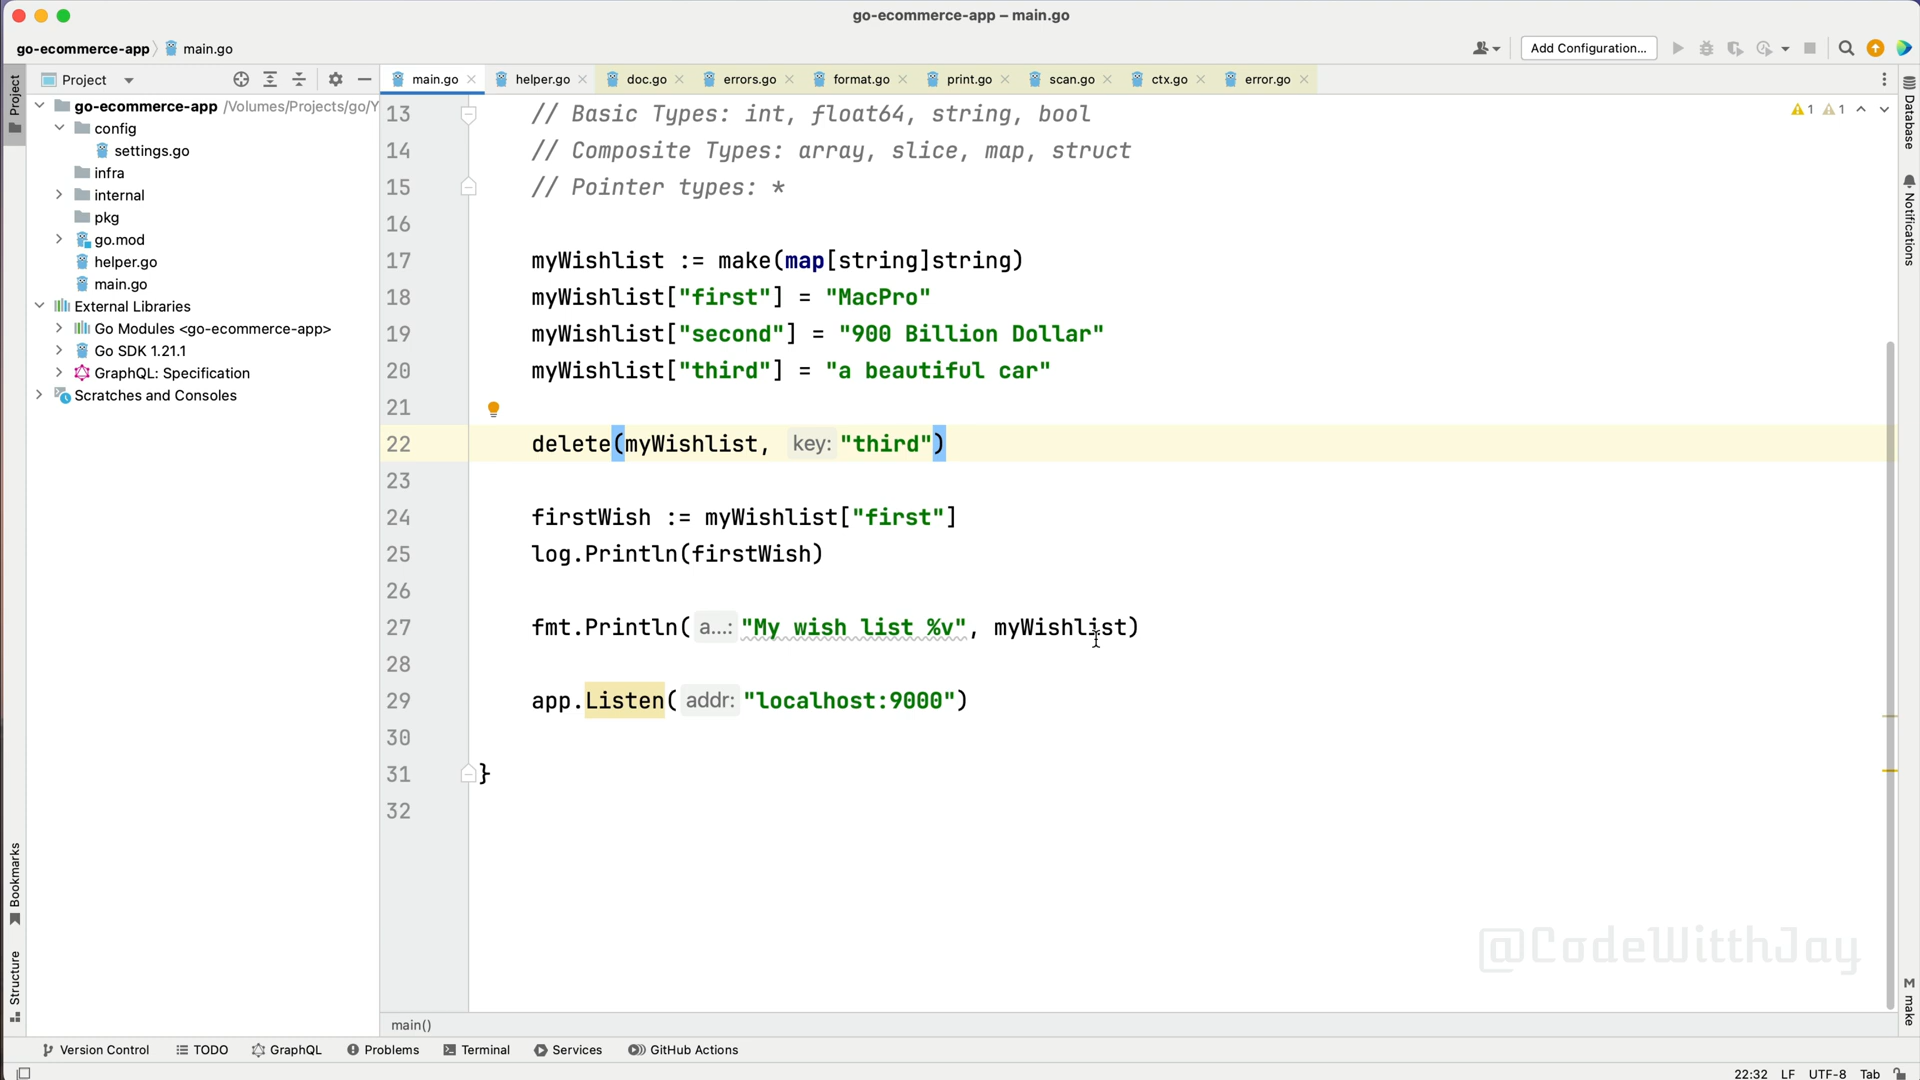 go-ecommerce-app – main.go
go-ecommerce-app
main.go
Add Configuration...
Project
main.go
helper.go
doc.go
errors.go
format.go
print.go
scan.go
ctx.go
error.go
Project
go-ecommerce-app /Volumes/Projects/go/Y
config
settings.go
infra
internal
pkg
go.mod
helper.go
main.go
External Libraries
Go Modules <go-ecommerce-app>
Go SDK 1.21.1
GraphQL: Specification
Scratches and Consoles
1 1
13 // Basic Types: int, float64, string, bool
14 // Composite Types: array, slice, map, struct
15 // Pointer types: *
16
17 myWishlist := make(map[string]string)
18 myWishlist["first"] = "MacPro"
19 myWishlist["second"] = "900 Billion Dollar"
20 myWishlist["third"] = "a beautiful car"
21
22 delete(myWishlist, key: "third")
23
24 firstWish := myWishlist["first"]
25 log.Println(firstWish)
26
27 fmt.Println( a...: "My wish list %v", myWishlist)
28
29 app.Listen( addr: "localhost:9000")
30
31 }
32
@CodeWitthJay
main()
Database
Notifications
make
Bookmarks
Structure
Version Control
TODO
GraphQL
Problems
Terminal
Services
GitHub Actions
22:32 LF UTF-8 Tab